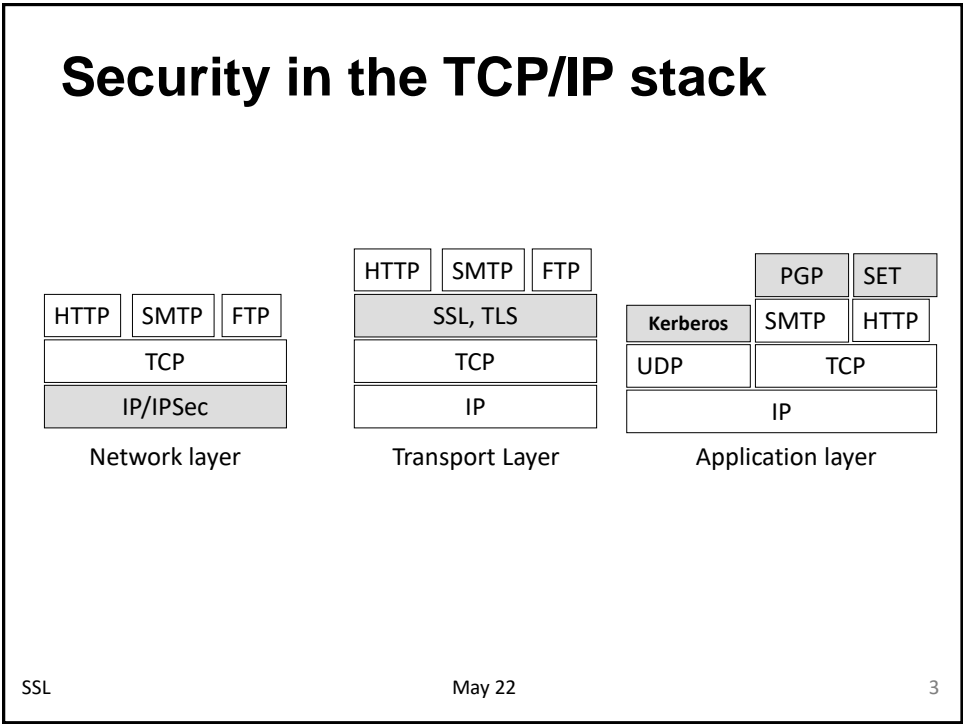 Security in the TCP/IP stack
HTTP SMTP FTP
TCP
IP/IPSec
Network layer
HTTP SMTP FTP
SSL, TLS
TCP
IP
Transport Layer
PGP SET
Kerberos SMTP HTTP
UDP TCP
IP
Application layer
SSL May 22 3